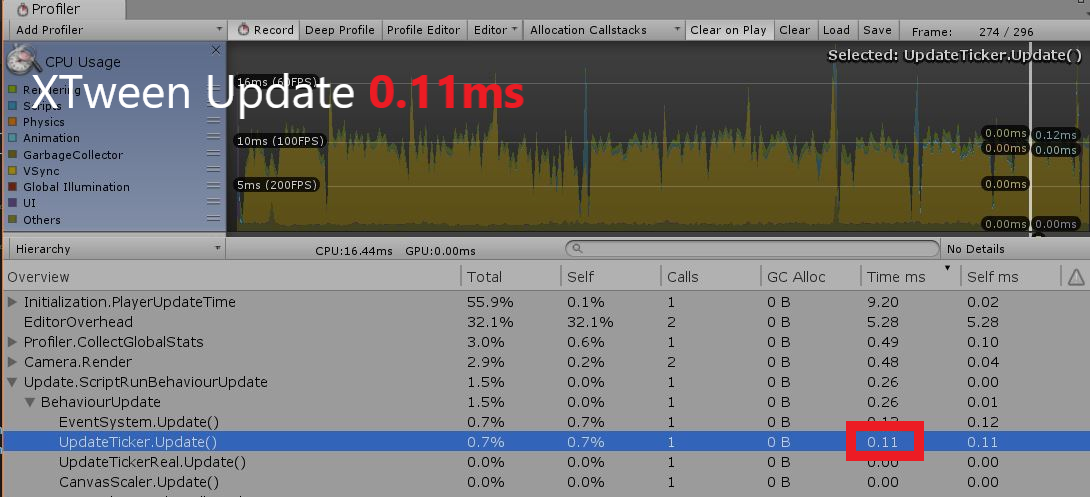 Profiler
Add Profiler Record Deep Profile Profile Editor Editor Allocation Callstacks Clear on Play Clear Load Save Frame: 274 / 296
CPU Usage
Selected: UpdateTicker.Update( )
XTween Update 0.11ms
16ms (60FPS)
10ms (100FPS)
5ms (200FPS)
Rendering
Scripts
Physics
Animation
GarbageCollector
VSync
Global Illumination
UI
Others
0.00ms 0.12ms
0.00ms 0.00ms
0.00ms
0.00ms 0.00ms
Hierarchy CPU:16.44ms GPU:0.00ms No Details
Overview Total Self Calls GC Alloc Time ms Self ms
Initialization.PlayerUpdateTime 55.9% 0.1% 1 0 B 9.20 0.02
EditorOverhead 32.1% 32.1% 2 0 B 5.28 5.28
Profiler.CollectGlobalStats 3.0% 0.6% 1 0 B 0.49 0.10
Camera.Render 2.9% 0.2% 2 0 B 0.48 0.04
Update.ScriptRunBehaviourUpdate 1.5% 0.0% 1 0 B 0.26 0.00
BehaviourUpdate 1.5% 0.0% 1 0 B 0.26 0.01
EventSystem.Update() 0.7% 0.7% 1 0 B 0.12 0.12
UpdateTicker.Update() 0.7% 0.7% 1 0 B 0.11 0.11
UpdateTickerReal.Update() 0.0% 0.0% 1 0 B 0.00 0.00
CanvasScaler.Update() 0.0% 0.0% 1 0 B 0.00 0.00